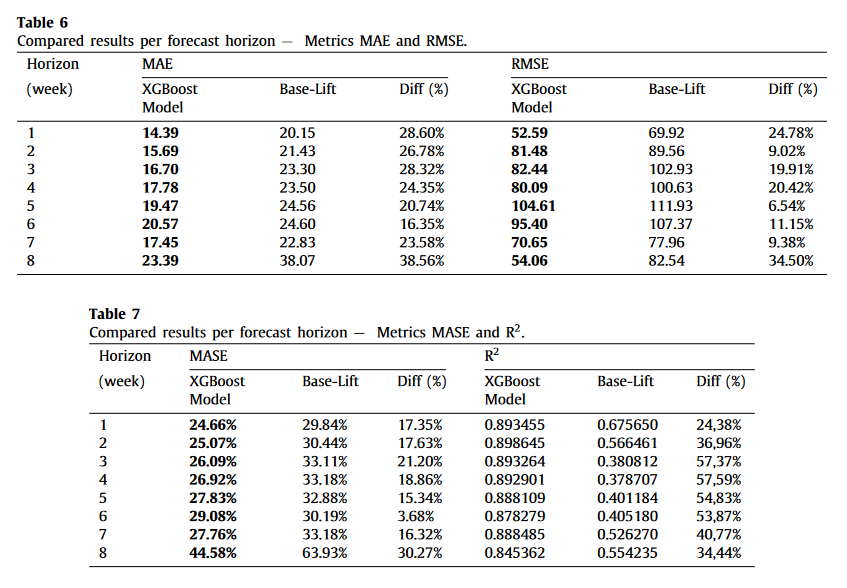 Table 6
Compared results per forecast horizon — Metrics MAE and RMSE.
Horizon MAE RMSE
(week) XGBoost Base-Lift Diff (%) XGBoost Base-Lift Diff (%)
Model Model
1 14.39 20.15 28.60% 52.59 69.92 24.78%
2 15.69 21.43 26.78% 81.48 89.56 9.02%
3 16.70 23.30 28.32% 82.44 102.93 19.91%
4 17.78 23.50 24.35% 80.09 100.63 20.42%
5 19.47 24.56 20.74% 104.61 111.93 6.54%
6 20.57 24.60 16.35% 95.40 107.37 11.15%
7 17.45 22.83 23.58% 70.65 77.96 9.38%
8 23.39 38.07 38.56% 54.06 82.54 34.50%
Table 7
Compared results per forecast horizon — Metrics MASE and R².
Horizon MASE R²
(week) XGBoost Base-Lift Diff (%) XGBoost Base-Lift Diff (%)
Model Model
1 24.66% 29.84% 17.35% 0.893455 0.675650 24,38%
2 25.07% 30.44% 17.63% 0.898645 0.566461 36,96%
3 26.09% 33.11% 21.20% 0.893264 0.380812 57,37%
4 26.92% 33.18% 18.86% 0.892901 0.378707 57,59%
5 27.83% 32.88% 15.34% 0.888109 0.401184 54,83%
6 29.08% 30.19% 3.68% 0.878279 0.405180 53,87%
7 27.76% 33.18% 16.32% 0.888485 0.526270 40,77%
8 44.58% 63.93% 30.27% 0.845362 0.554235 34,44%